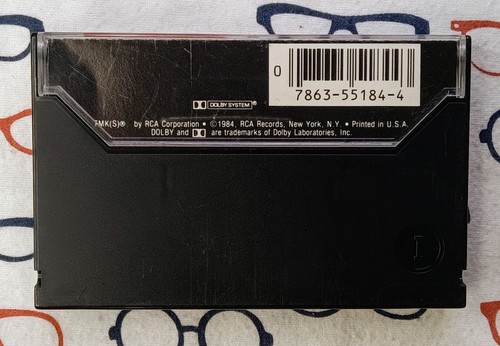 0
7863-55184-4
DOLBY SYSTEM®
TMK(S)® by RCA Corporation • ©1984, RCA Records, New York, N.Y. • Printed in U.S.A.
DOLBY and are trademarks of Dolby Laboratories, Inc.